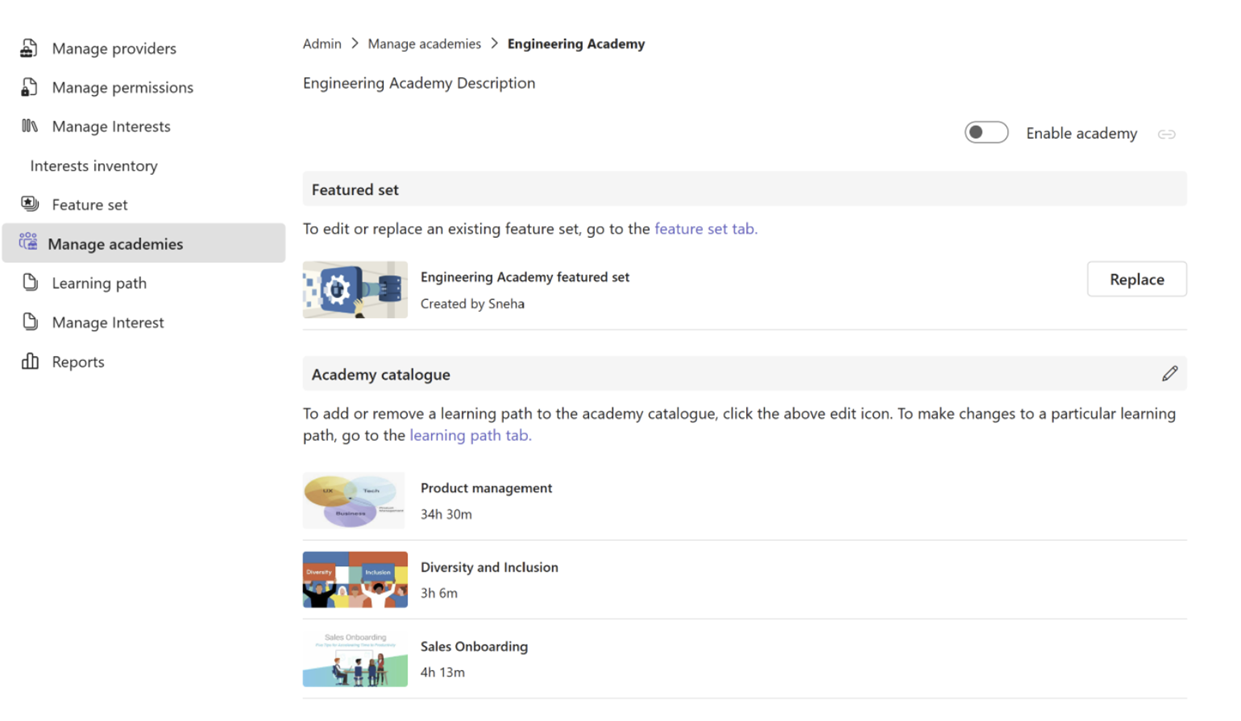 Manage providers
Manage permissions
Manage Interests
Interests inventory
Feature set
Manage academies
Learning path
Manage Interest
Reports
Admin > Manage academies > Engineering Academy
Engineering Academy Description
Enable academy
Featured set
To edit or replace an existing feature set, go to the feature set tab.
Engineering Academy featured set
Created by Sneha
Replace
Academy catalogue
To add or remove a learning path to the academy catalogue, click the above edit icon. To make changes to a particular learning
path, go to the learning path tab.
UX
Tech
Business
Product management
34h 30m
Diversity
Inclusion
Diversity and Inclusion
3h 6m
Sales Onboarding
Sales Onboarding
4h 13m